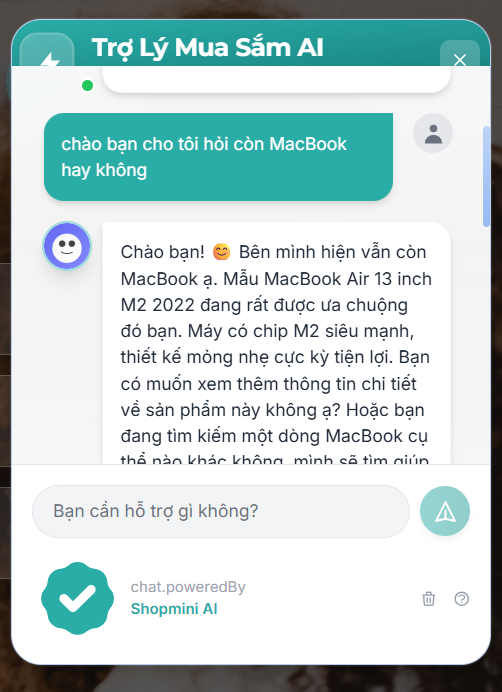 Trợ Lý Mua Sắm AI
chào bạn cho tôi hỏi còn MacBook
hay không
Chào bạn! 😊 Bên mình hiện vẫn còn
MacBook ạ. Mẫu MacBook Air 13 inch
M2 2022 đang rất được ưa chuộng
đó bạn. Máy có chip M2 siêu mạnh,
thiết kế mỏng nhẹ cực kỳ tiện lợi. Bạn
có muốn xem thêm thông tin chi tiết
về sản phẩm này không ạ? Hoặc bạn
đang tìm kiếm một dòng MacBook cụ
thể nào khác không, mình sẽ tìm giúp
Bạn cần hỗ trợ gì không?
chat.poweredBy
Shopmini AI